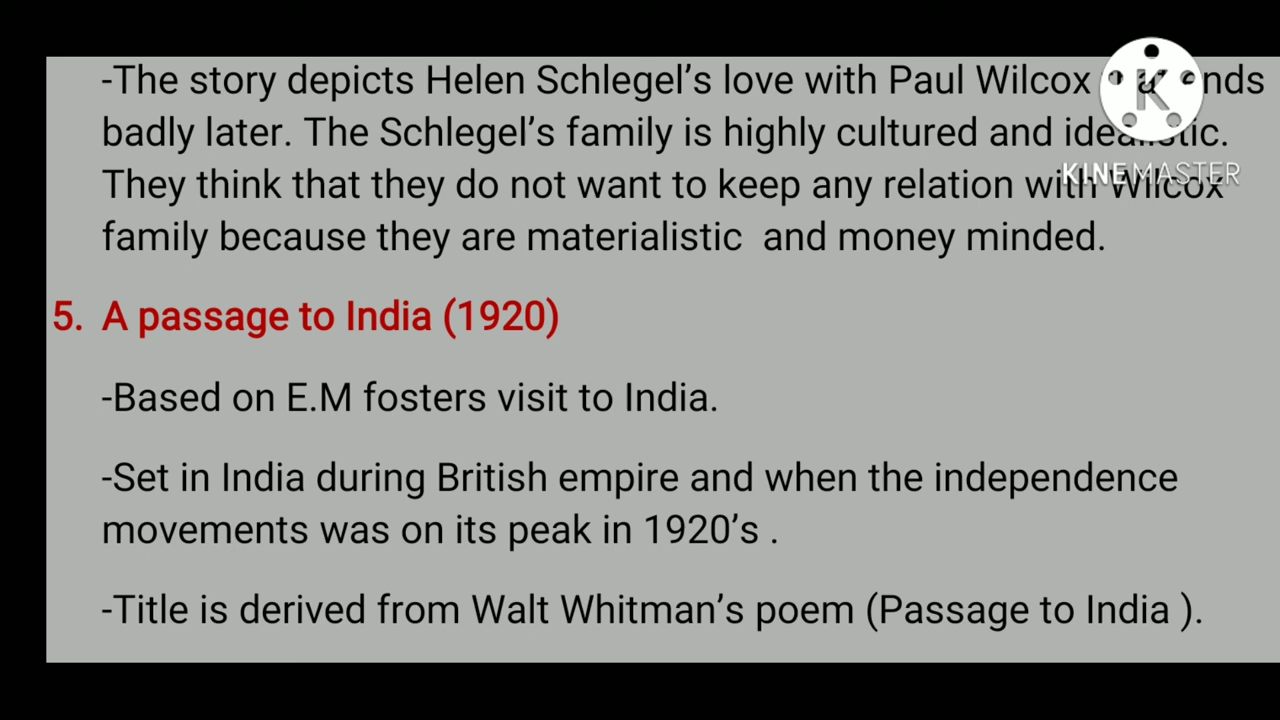 -The story depicts Helen Schlegel's love with Paul Wilcox
badly later. The Schlegel's family is highly cultured and idealistic.
They think that they do not want to keep any relation with Wilcox
family because they are materialistic  and money minded.
5. A passage to India (1920)
-Based on E.M fosters visit to India.
-Set in India during British empire and when the independence
movements was on its peak in 1920's .
-Title is derived from Walt Whitman's poem (Passage to India ).
K
KINEMASTER